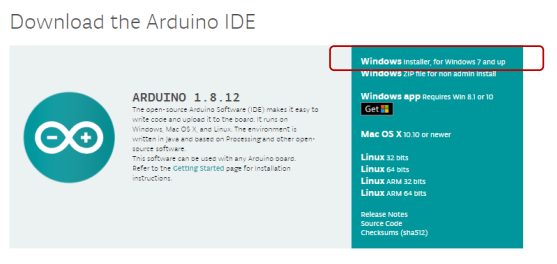 Download the Arduino IDE
ARDUINO 1.8.12
The open-source Arduino Software (IDE) makes it easy to
write code and upload it to the board. It runs on
Windows, Mac OS X, and Linux. The environment is
written in Java and based on Processing and other open-
source software.
This software can be used with any Arduino board.
Refer to the Getting Started page for Installation
instructions.
Windows Installer, for Windows 7 and up
Windows ZIP file for non admin install
Windows app Requires Win 8.1 or 10
Get
Mac OS X 10.10 or newer
Linux 32 bits
Linux 64 bits
Linux ARM 32 bits
Linux ARM 64 bits
Release Notes
Source Code
Checksums (sha512)